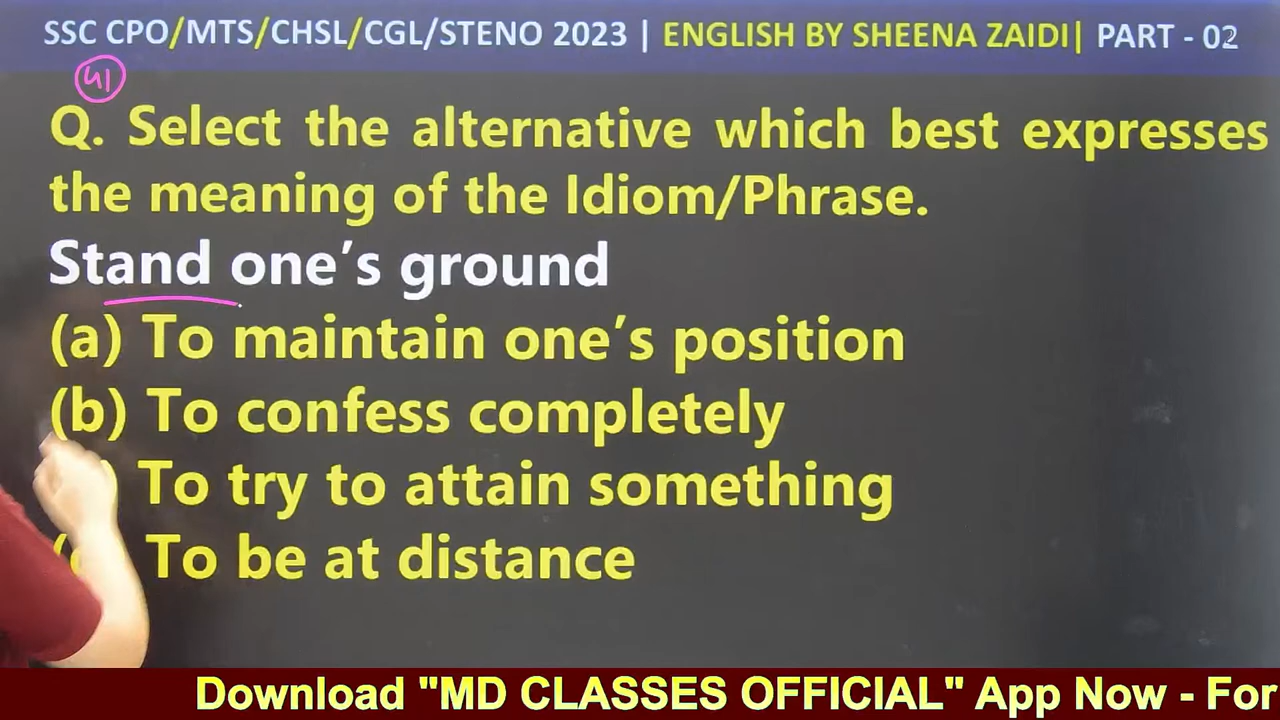 SSC CPO/MTS/CHSL/CGL/STENO 2023 | ENGLISH BY SHEENA ZAIDI| PART - 02
41
Q. Select the alternative which best expresses
the meaning of the Idiom/Phrase.
Stand one's ground
(a) To maintain one's position
(b) To confess completely
) To try to attain something
( To be at distance
Download "MD CLASSES OFFICIAL" App Now - For